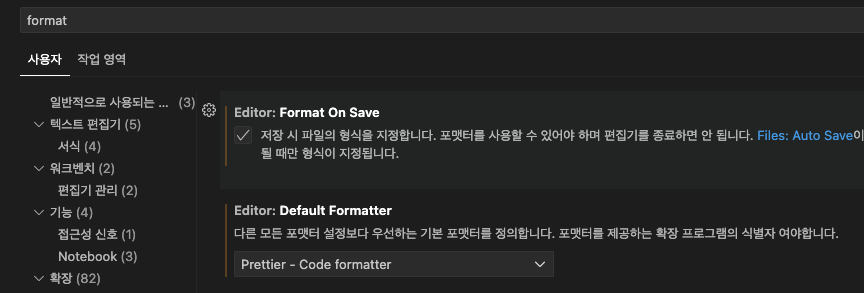 format
사용자 작업 영역
일반적으로 사용되는 ... (3)
텍스트 편집기 (5)
서식 (4)
워크벤치 (2)
편집기 관리 (2)
기능 (4)
접근성 신호 (1)
Notebook (3)
확장 (82)
Editor: Format On Save
저장 시 파일의 형식을 지정합니다. 포맷터를 사용할 수 있어야 하며 편집기를 종료하면 안 됩니다. Files: Auto Save이
될 때만 형식이 지정됩니다.
Editor: Default Formatter
다른 모든 포맷터 설정보다 우선하는 기본 포맷터를 정의합니다. 포맷터를 제공하는 확장 프로그램의 식별자 여야합니다.
Prettier - Code formatter